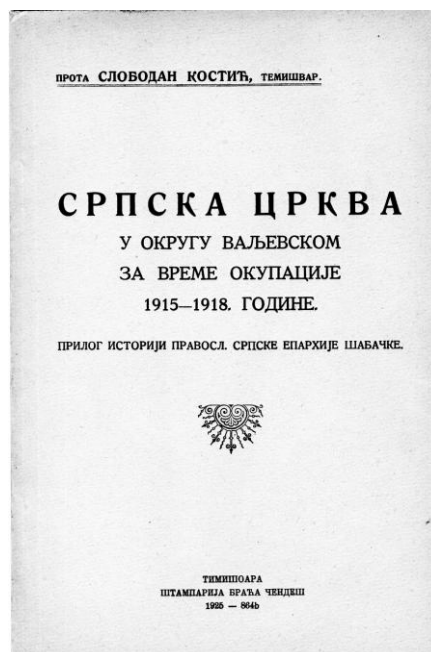 ПРОТА СЛОБОДАН КОСТИЋ, ТЕМИШВАР.
СРПСКА ЦРКВА
У ОКРУГУ ВАЉЕВСКОМ
ЗА ВРЕМЕ ОКУПАЦИЈЕ
1915—1918. ГОДИНЕ.
ПРИЛОГ ИСТОРИЈИ ПРАВОСЛ. СРПСКЕ ЕПАРХИЈЕ ШАБАЧКЕ.
ТИМИШОАРА
ШТАМПАРИЈА БРАЋА ЧЕНДЕШ
1925 — 864b